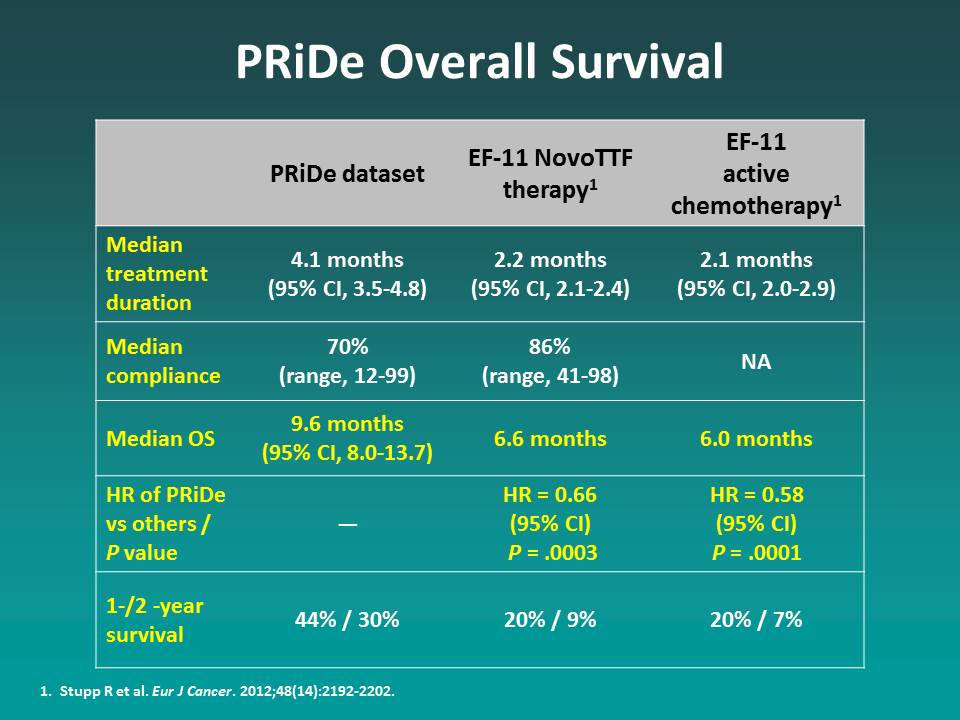 PRiDe Overall Survival
PRiDe dataset
EF-11 NovoTTF
therapy¹
EF-11
active
chemotherapy¹
Median
treatment
duration
4.1 months
(95% CI, 3.5-4.8)
2.2 months
(95% CI, 2.1-2.4)
2.1 months
(95% CI, 2.0-2.9)
Median
compliance
70%
(range, 12-99)
86%
(range, 41-98)
NA
Median OS
9.6 months
(95% CI, 8.0-13.7)
6.6 months
6.0 months
HR of PRiDe
vs others /
P value
—
HR = 0.66
(95% CI)
P = .0003
HR = 0.58
(95% CI)
P = .0001
1-/2 -year
survival
44% / 30%
20% / 9%
20% / 7%
1. Stupp R et al. Eur J Cancer. 2012;48(14):2192-2202.